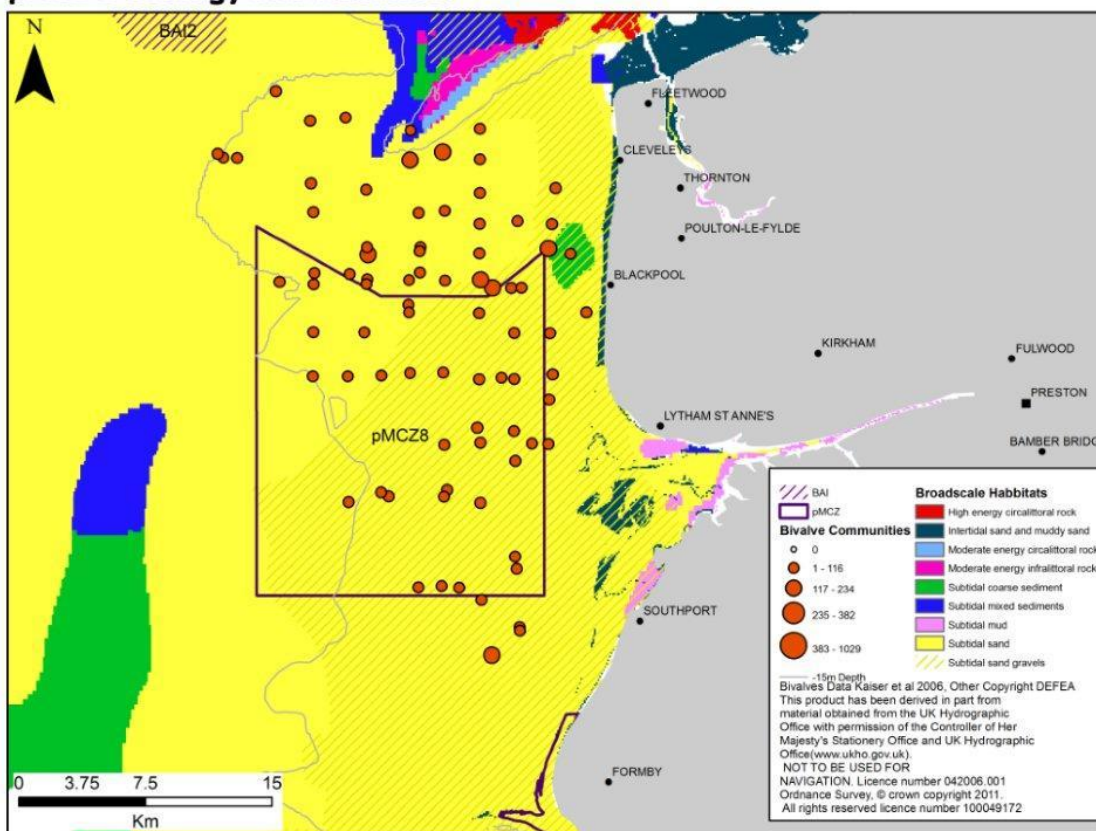 N
BAI2
FLEETWOOD
CLEVELEYS
THORNTON
POULTON-LE-FYLDE
BLACKPOOL
KIRKHAM
FULWOOD
PRESTON
LYTHAM ST ANNE'S
BAMBER BRIDG
pMCZ8
SOUTHPORT
FORMBY
BAI
pMCZ
Bivalve Communities
0
1 - 116
117 - 234
235 - 382
383 - 1029
-15m Depth
Broadscale Habbitats
High energy circalittoral rock
Intertidal sand and muddy sand
Moderate energy circalittoral rock
Moderate energy infralittoral rock
Subtidal coarse sediment
Subtidal mixed sediments
Subtidal mud
Subtidal sand
Subtidal sand gravels
Bivalves Data Kaiser et al 2006, Other Copyright DEFEA
This product has been derived in part from
material obtained from the UK Hydrographic
Office with permission of the Controller of Her
Majesty's Stationery Office and UK Hydrographic
Office(www.ukho.gov.uk).
NOT TO BE USED FOR
NAVIGATION. Licence number 042006.001
Ordnance Survey, © crown copyright 2011.
All rights reserved licence number 100049172
0 3.75 7.5 15
Km